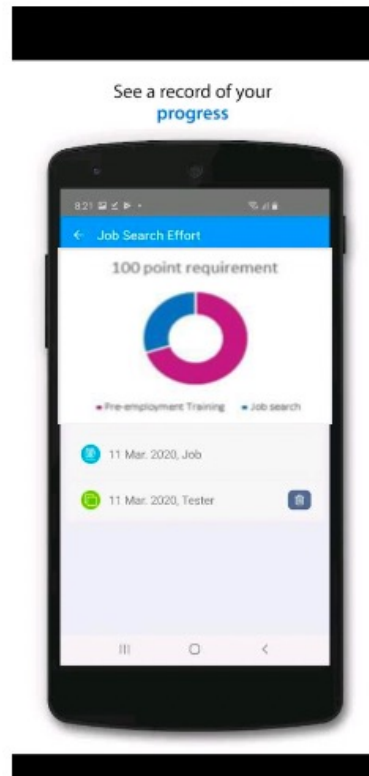 See a record of your
progress
8:21
Job Search Effort
100 point requirement
Pre-employment Training Job search
11 Mar. 2020, Job
11 Mar. 2020, Tester